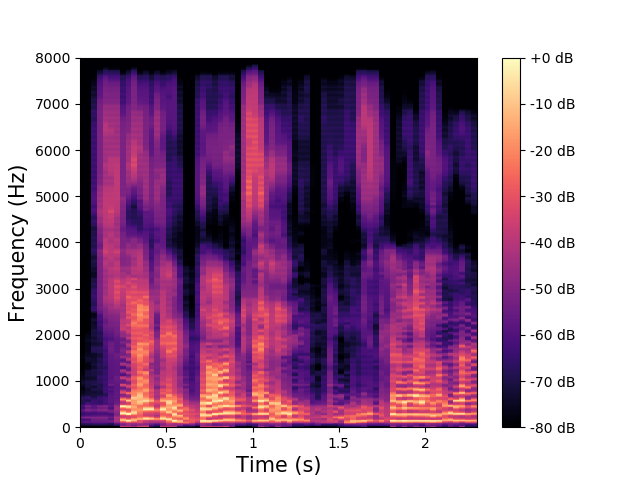 8000
7000
6000
5000
4000
3000
2000
1000
0
Frequency (Hz)
0
0.5
1
1.5
2
Time (s)
+0 dB
-10 dB
-20 dB
-30 dB
-40 dB
-50 dB
-60 dB
-70 dB
-80 dB